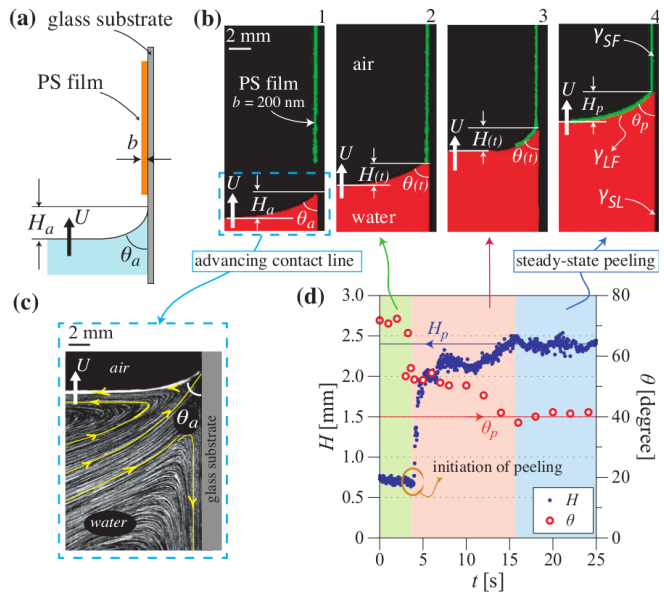 (a)
glass substrate
PS film
b
H_a
U
θ_a
(b)
1
2
3
4
2 mm
PS film
b = 200 nm
U
H_a
θ_a
air
U
H(t)
θ(t)
water
U
H(t)
θ(t)
γ_SF
U
H_p
θ_p
γ_LF
γ_SL
advancing contact line
steady-state peeling
(c)
2 mm
U
air
θ_a
glass substrate
water
(d)
3.0
2.5
2.0
1.5
1.0
0.5
H [mm]
80
60
40
20
0
θ [degree]
H_p
θ_p
initiation of peeling
H
θ
0
5
10
15
20
25
t [s]